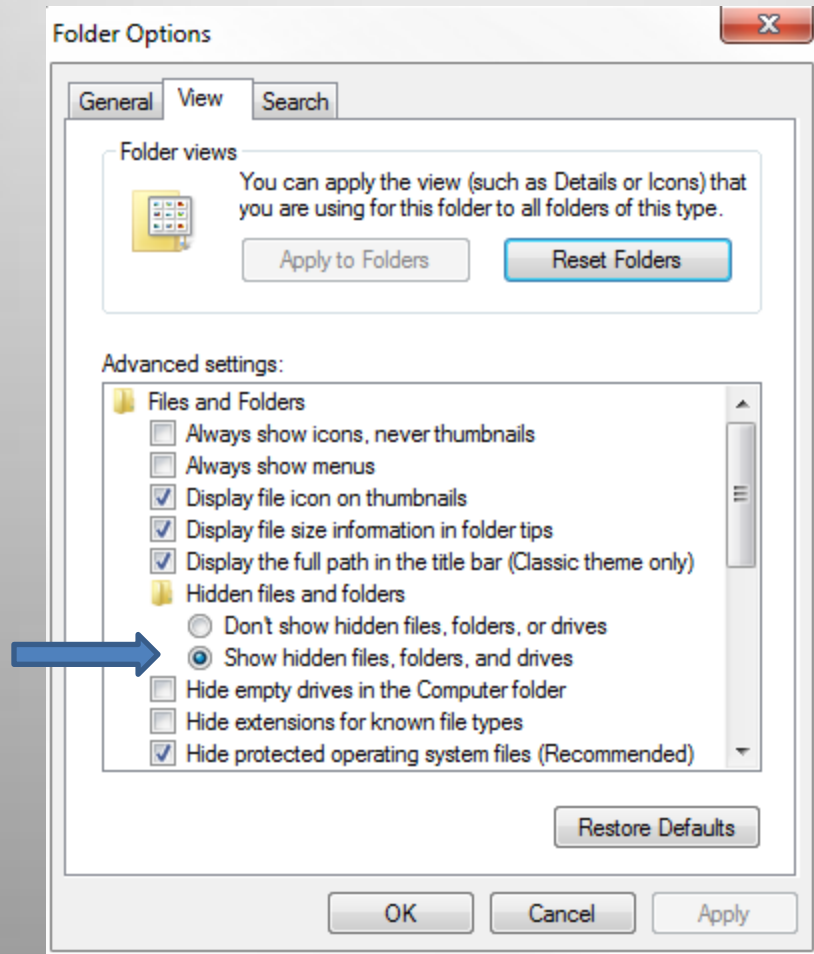 Folder Options
General View Search
Folder views
You can apply the view (such as Details or Icons) that
you are using for this folder to all folders of this type.
Apply to Folders Reset Folders
Advanced settings:
Files and Folders
Always show icons, never thumbnails
Always show menus
Display file icon on thumbnails
Display file size information in folder tips
Display the full path in the title bar (Classic theme only)
Hidden files and folders
Don't show hidden files, folders, or drives
Show hidden files, folders, and drives
Hide empty drives in the Computer folder
Hide extensions for known file types
Hide protected operating system files (Recommended)
Restore Defaults
OK Cancel Apply